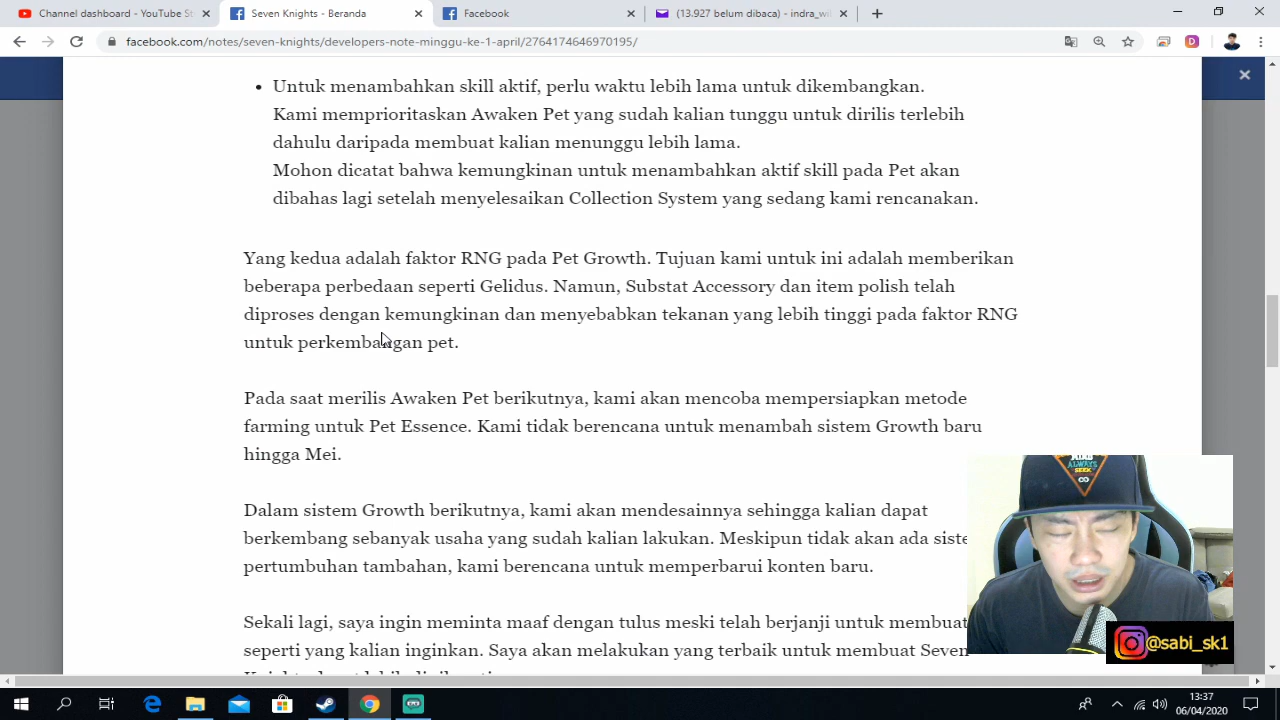 Channel dashboard - YouTube St
Seven Knights - Beranda
Facebook
(13.927 belum dibaca) - indra_wi
facebook.com/notes/seven-knights/developers-note-minggu-ke-1-april/2764174646970195/
Untuk menambahkan skill aktif, perlu waktu lebih lama untuk dikembangkan.
Kami memprioritaskan Awaken Pet yang sudah kalian tunggu untuk dirilis terlebih
dahulu daripada membuat kalian menunggu lebih lama.
Mohon dicatat bahwa kemungkinan untuk menambahkan aktif skill pada Pet akan
dibahas lagi setelah menyelesaikan Collection System yang sedang kami rencanakan.
Yang kedua adalah faktor RNG pada Pet Growth. Tujuan kami untuk ini adalah memberikan
beberapa perbedaan seperti Gelidus. Namun, Substat Accessory dan item polish telah
diproses dengan kemungkinan dan menyebabkan tekanan yang lebih tinggi pada faktor RNG
untuk perkembangan pet.
Pada saat merilis Awaken Pet berikutnya, kami akan mencoba mempersiapkan metode
farming untuk Pet Essence. Kami tidak berencana untuk menambah sistem Growth baru
hingga Mei.
Dalam sistem Growth berikutnya, kami akan mendesainnya sehingga kalian dapat
berkembang sebanyak usaha yang sudah kalian lakukan. Meskipun tidak akan ada siste
pertumbuhan tambahan, kami berencana untuk memperbarui konten baru.
Sekali lagi, saya ingin meminta maaf dengan tulus meski telah berjanji untuk membuat
seperti yang kalian inginkan. Saya akan melakukan yang terbaik untuk membuat Seven
ALWAYS
SEEK
@sabi_sk1
13:37
06/04/2020